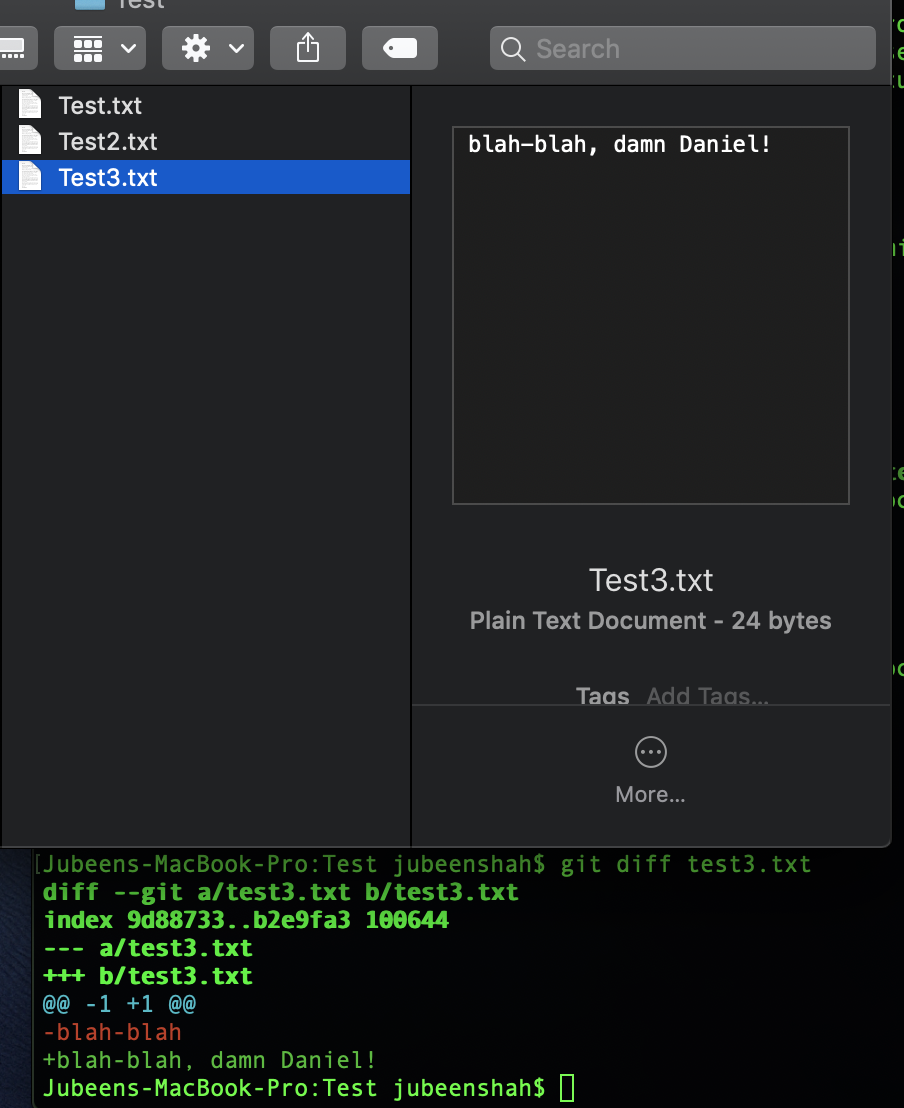 Test
Search
Test.txt
Test2.txt
Test3.txt
blah-blah, damn Daniel!
Test3.txt
Plain Text Document - 24 bytes
Tags Add Tags...
More...
[Jubeens-MacBook-Pro:Test jubeenshah$ git diff test3.txt
diff --git a/test3.txt b/test3.txt
index 9d88733..b2e9fa3 100644
--- a/test3.txt
+++ b/test3.txt
@@ -1 +1 @@
-blah-blah
+blah-blah, damn Daniel!
Jubeens-MacBook-Pro:Test jubeenshah$